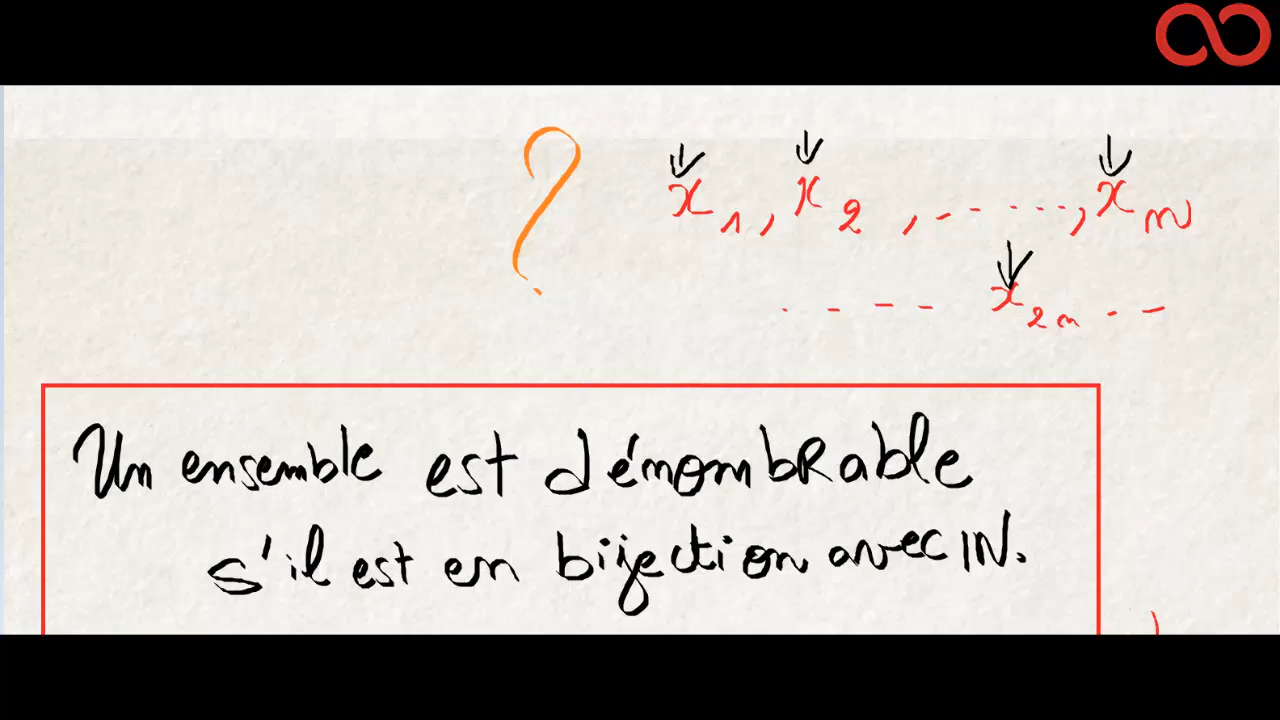 ?
x₁, x₂, ....., xₙ
.---- x₂ₙ .--
Un ensemble est dénombrable
s'il est en bijection avec IN.